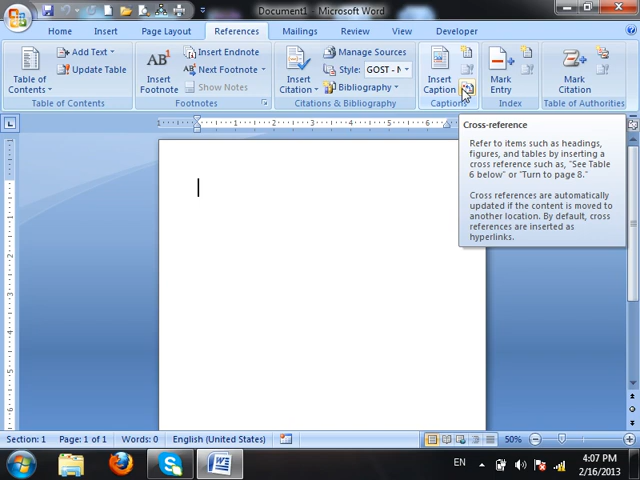 Document1 - Microsoft Word
Home Insert Page Layout References Mailings Review View Developer
Table of Contents
Add Text
Update Table
Table of Contents
AB1
Insert Footnote
Insert Endnote
Next Footnote
Show Notes
Footnotes
Insert Citation
Manage Sources
Style: GOST - N
Bibliography
Citations & Bibliography
Insert Caption
Captions
Mark Entry
Index
Mark Citation
Table of Authorities
Cross-reference
Refer to items such as headings,
figures, and tables by inserting a
cross reference such as, "See Table
6 below" or "Turn to page 8."
Cross references are automatically
updated if the content is moved to
another location. By default, cross
references are inserted as
hyperlinks.
Section: 1 Page: 1 of 1 Words: 0 English (United States) 50%
EN 4:07 PM
2/16/2013